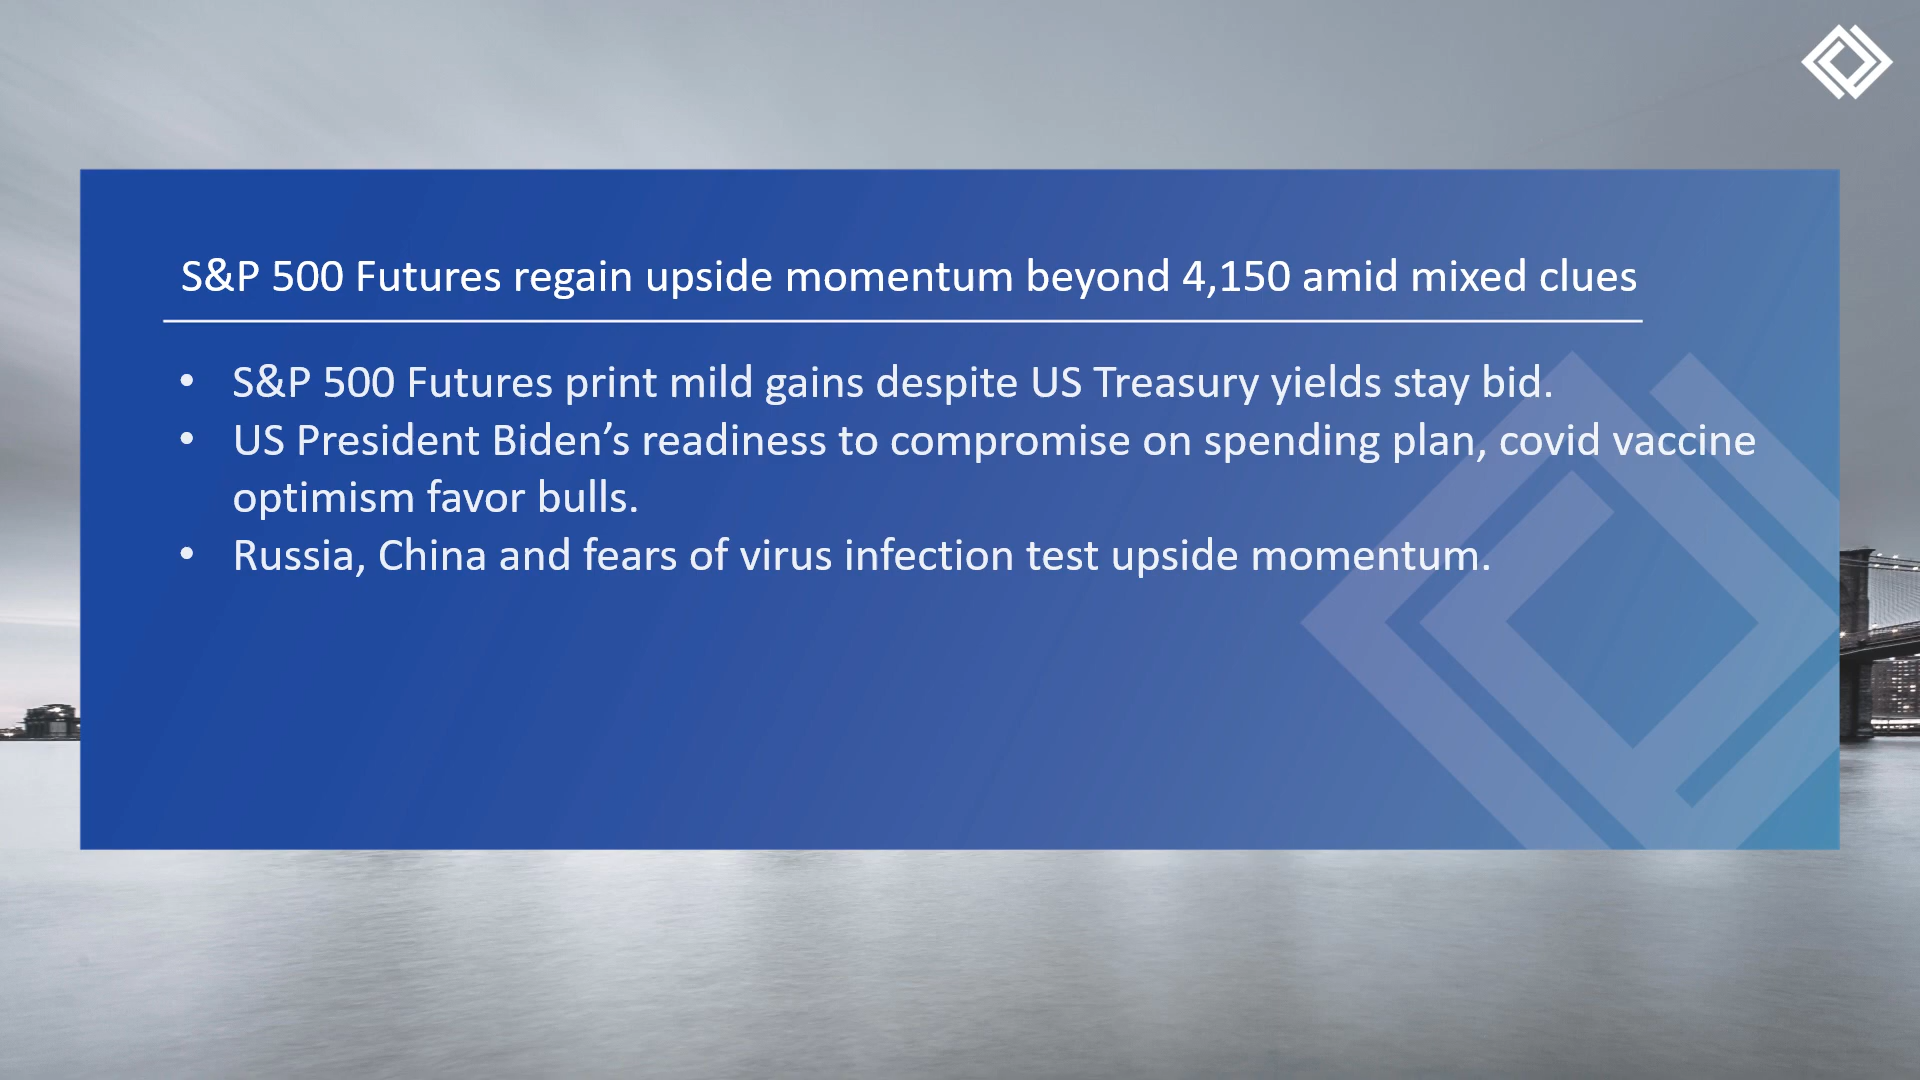 S&P 500 Futures regain upside momentum beyond 4,150 amid mixed clues
• S&P 500 Futures print mild gains despite US Treasury yields stay bid.
• US President Biden’s readiness to compromise on spending plan, covid vaccine
optimism favor bulls.
• Russia, China and fears of virus infection test upside momentum.